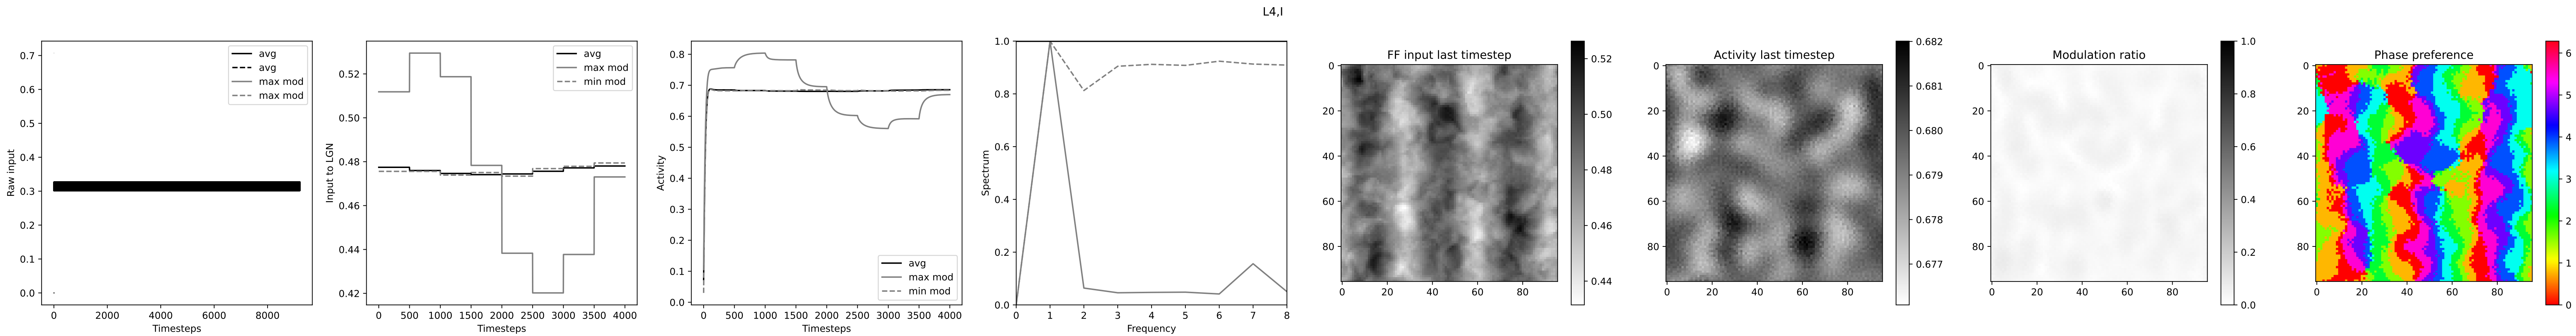 L4,I
Raw input
0.7
0.6
0.5
0.4
0.3
0.2
0.1
0.0
0 2000 4000 6000 8000
Timesteps
avg
avg
max mod
max mod
Input to LGN
0.52
0.50
0.48
0.46
0.44
0.42
0 500 1000 1500 2000 2500 3000 3500 4000
Timesteps
avg
max mod
min mod
Activity
0.8
0.7
0.6
0.5
0.4
0.3
0.2
0.1
0.0
0 500 1000 1500 2000 2500 3000 3500 4000
Timesteps
avg
max mod
min mod
Spectrum
1.0
0.8
0.6
0.4
0.2
0.0
0 1 2 3 4 5 6 7 8
Frequency
FF input last timestep
0
20
40
60
80
0 20 40 60 80
0.52
0.50
0.48
0.46
0.44
Activity last timestep
0
20
40
60
80
0 20 40 60 80
0.682
0.681
0.680
0.679
0.678
0.677
Modulation ratio
0
20
40
60
80
0 20 40 60 80
1.0
0.8
0.6
0.4
0.2
0.0
Phase preference
0
20
40
60
80
0 20 40 60 80
6
5
4
3
2
1
0